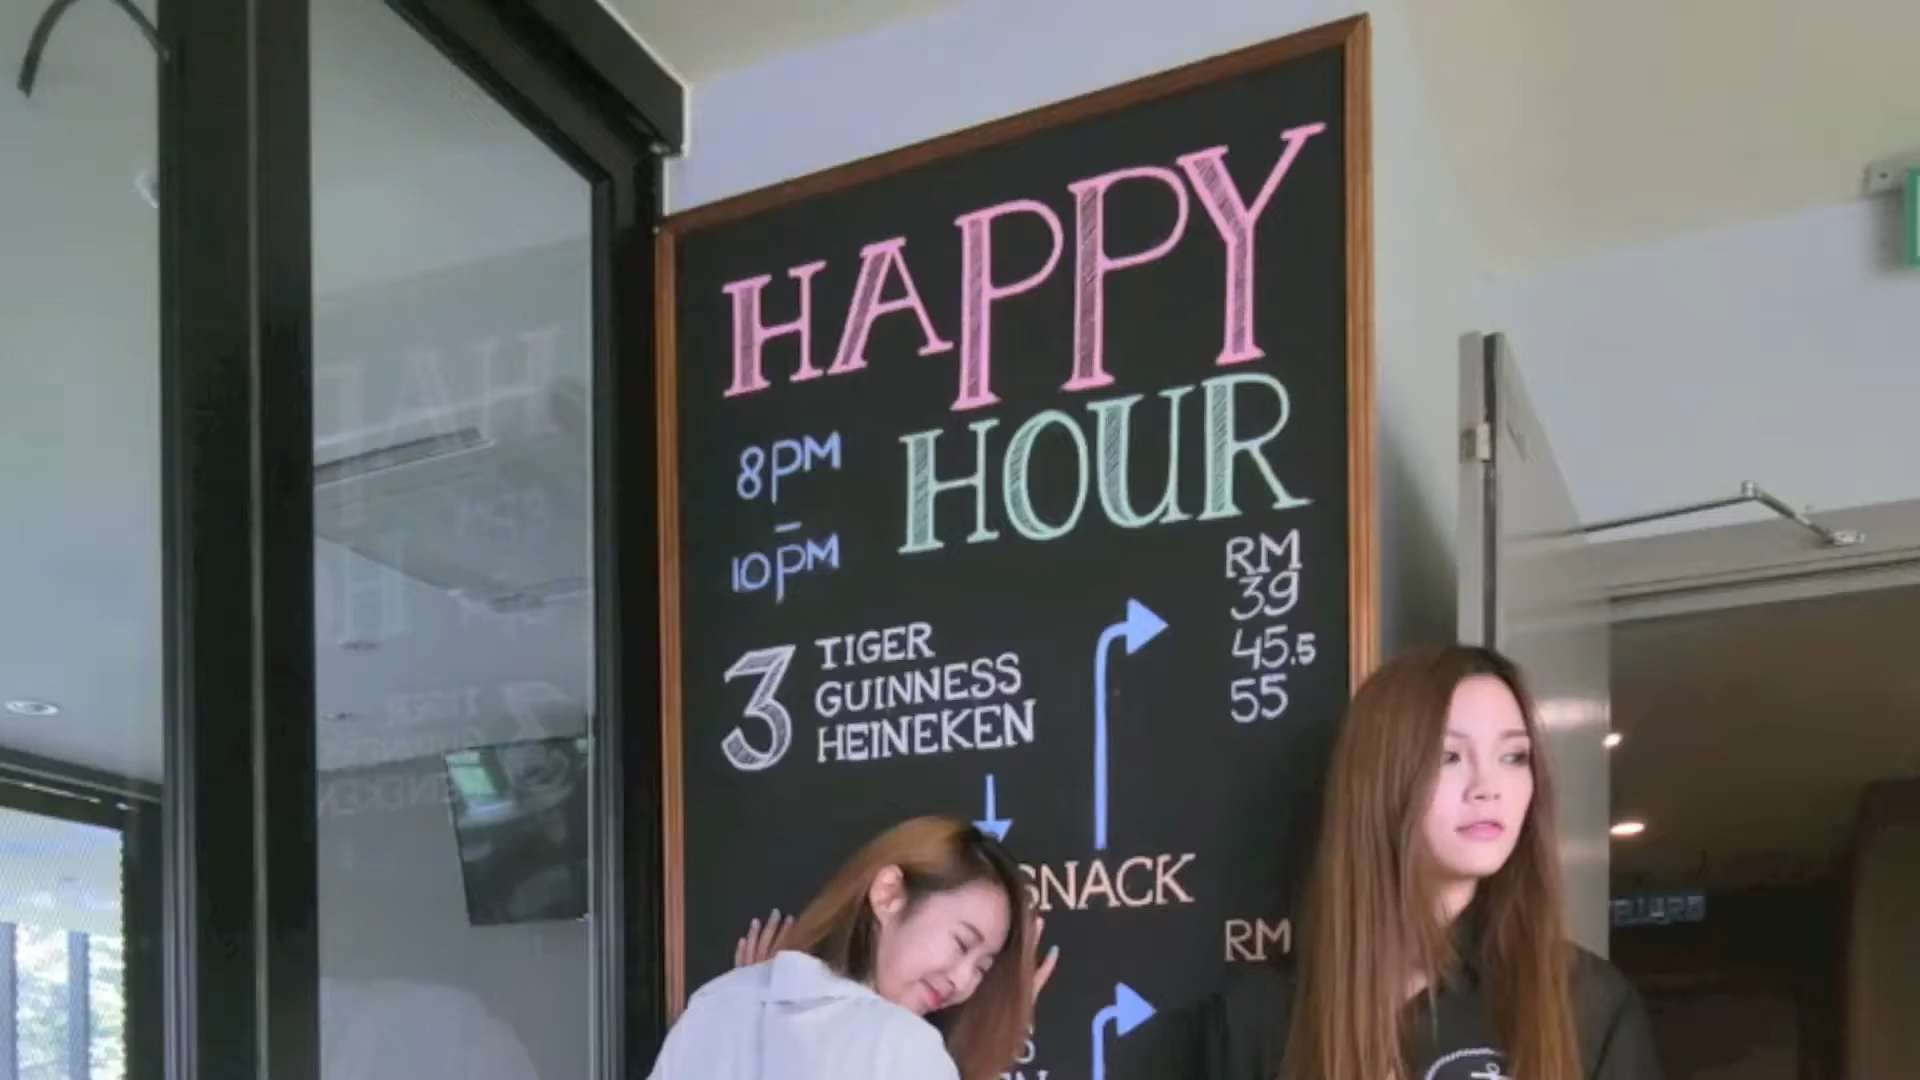 HAPPY
HOUR
8PM
-
10PM
RM
3 TIGER 39
GUINNESS 45.5
HEINEKEN 55
SNACK
RM